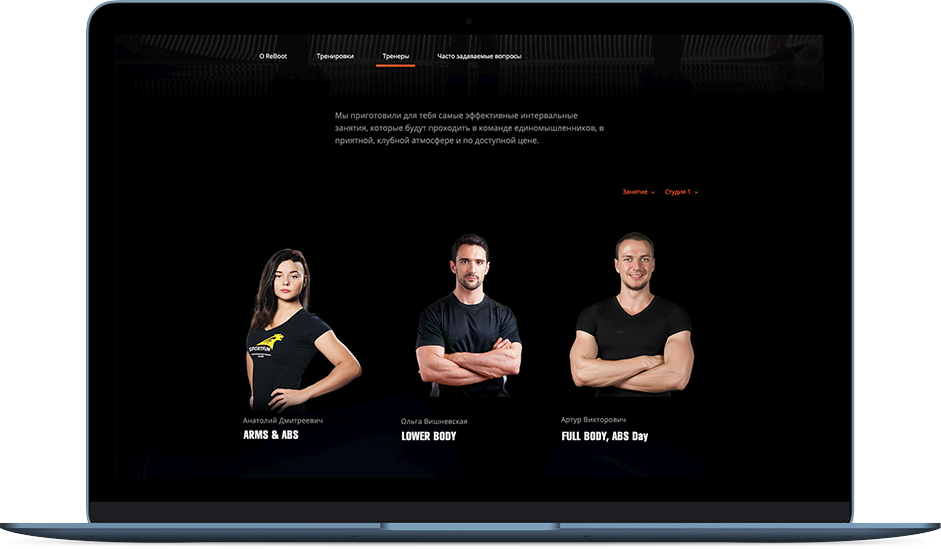 О ReBoot
Тренировки
Тренеры
Часто задаваемые вопросы
Мы приготовили для тебя самые эффективные интервальные
занятия, которые будут проходить в команде единомышленников, в
приятной, клубной атмосфере и по доступной цене.
Занятие
Студия 1
Анатолий Дмитреевич
ARMS & ABS
Ольга Вишневская
LOWER BODY
Артур Викторович
FULL BODY, ABS Day